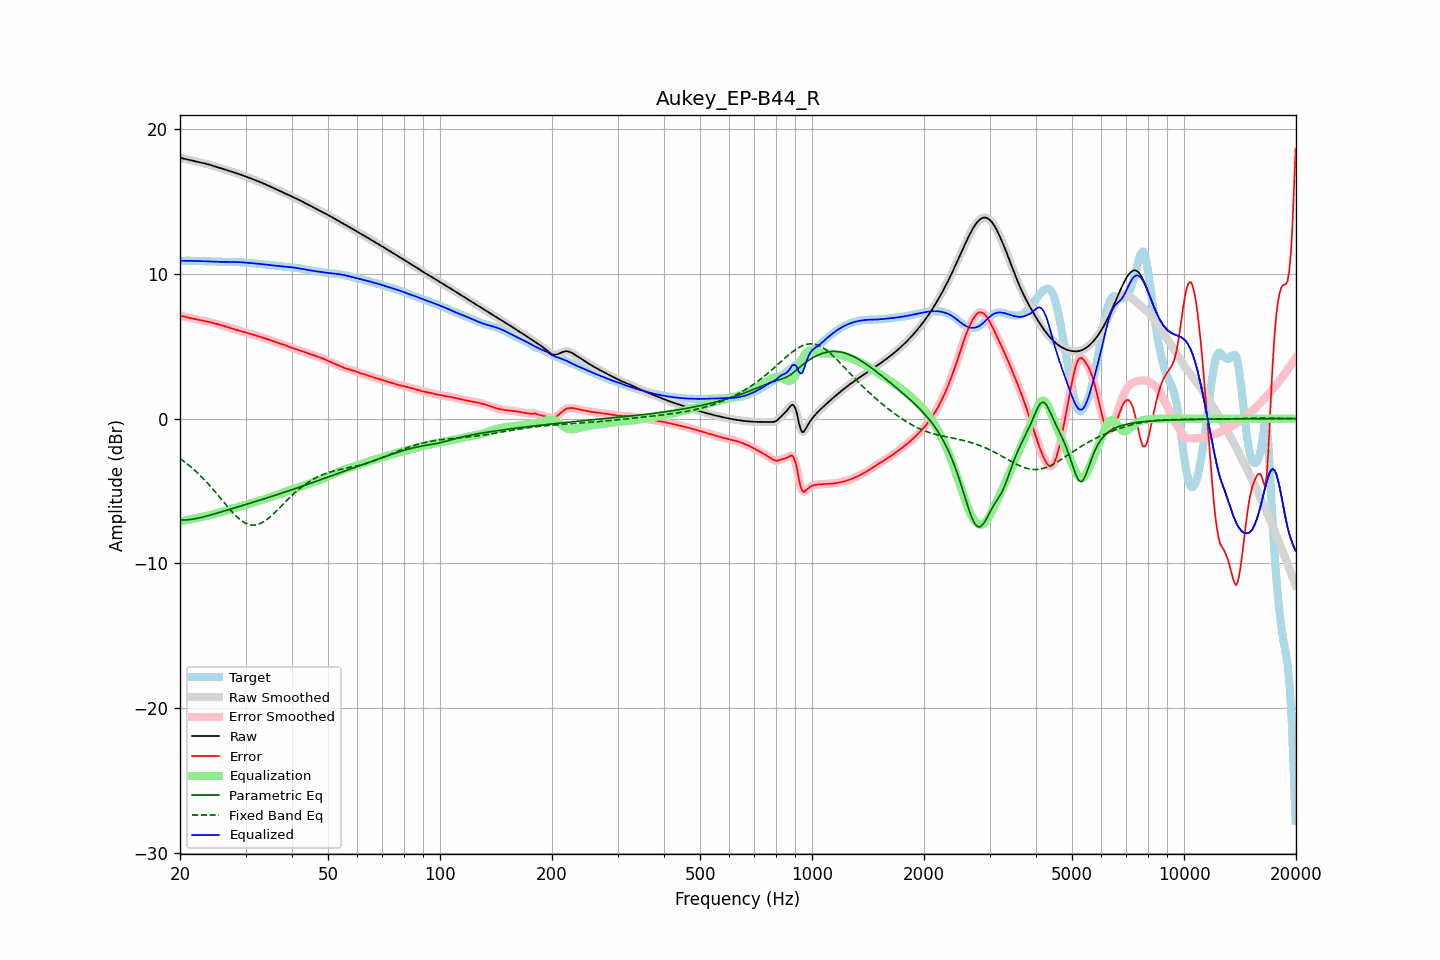 Aukey_EP-B44_R
Amplitude (dBr)
20
10
0
−10
−20
−30
Target
Raw Smoothed
Error Smoothed
Raw
Error
Equalization
Parametric Eq
Fixed Band Eq
Equalized
20 50 100 200 500 1000 2000 5000 10000 20000
Frequency (Hz)